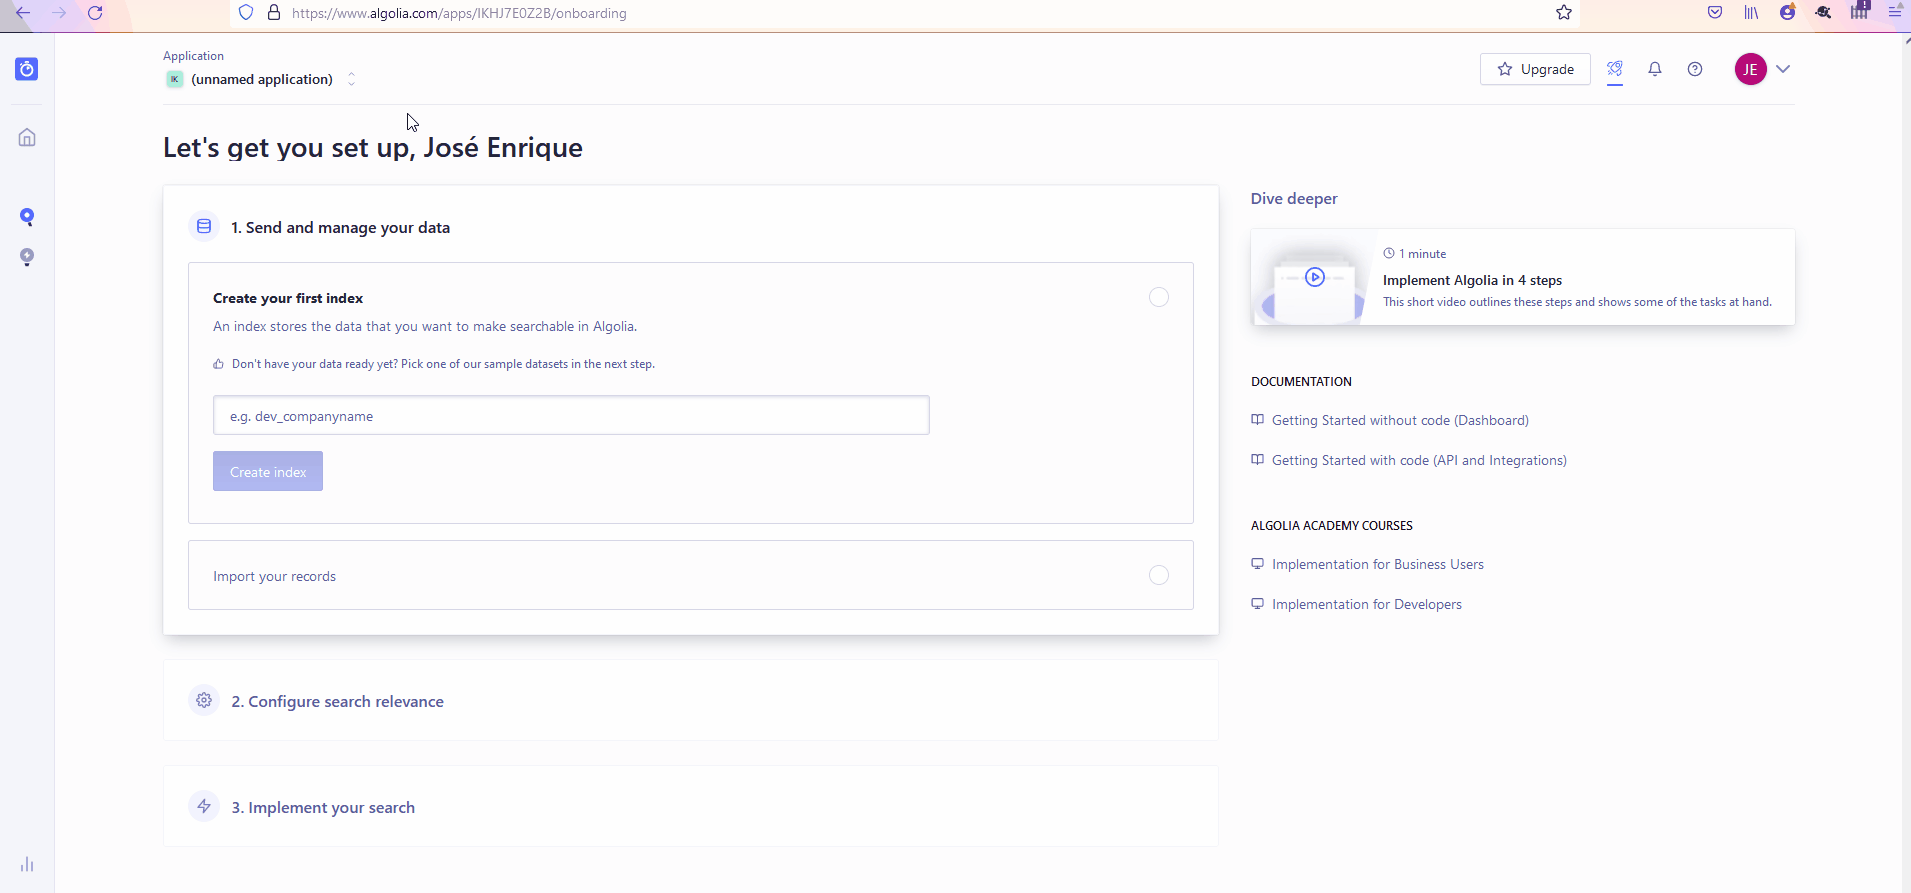 https://www.algolia.com/apps/IKHJ7E0Z2B/onboarding
Application
IK (unnamed application)
Upgrade
JE
Let's get you set up, José Enrique
1. Send and manage your data
Create your first index
An index stores the data that you want to make searchable in Algolia.
Don't have your data ready yet? Pick one of our sample datasets in the next step.
e.g. dev_companyname
Create index
Import your records
2. Configure search relevance
3. Implement your search
Dive deeper
1 minute
Implement Algolia in 4 steps
This short video outlines these steps and shows some of the tasks at hand.
DOCUMENTATION
Getting Started without code (Dashboard)
Getting Started with code (API and Integrations)
ALGOLIA ACADEMY COURSES
Implementation for Business Users
Implementation for Developers